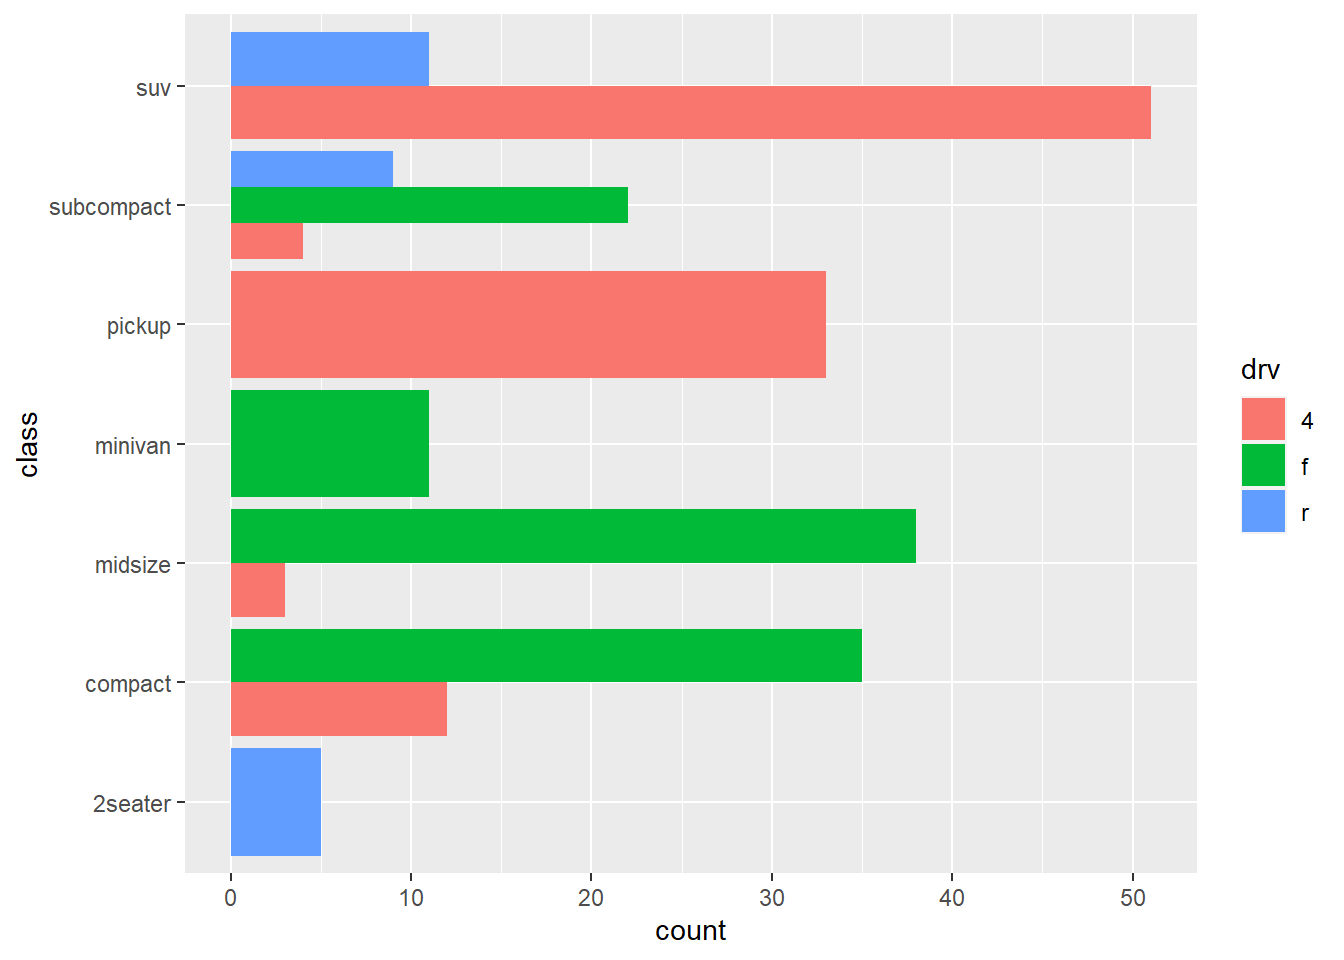 suv
subcompact
pickup
minivan
midsize
compact
2seater
class
0 10 20 30 40 50
count
drv
4
f
r